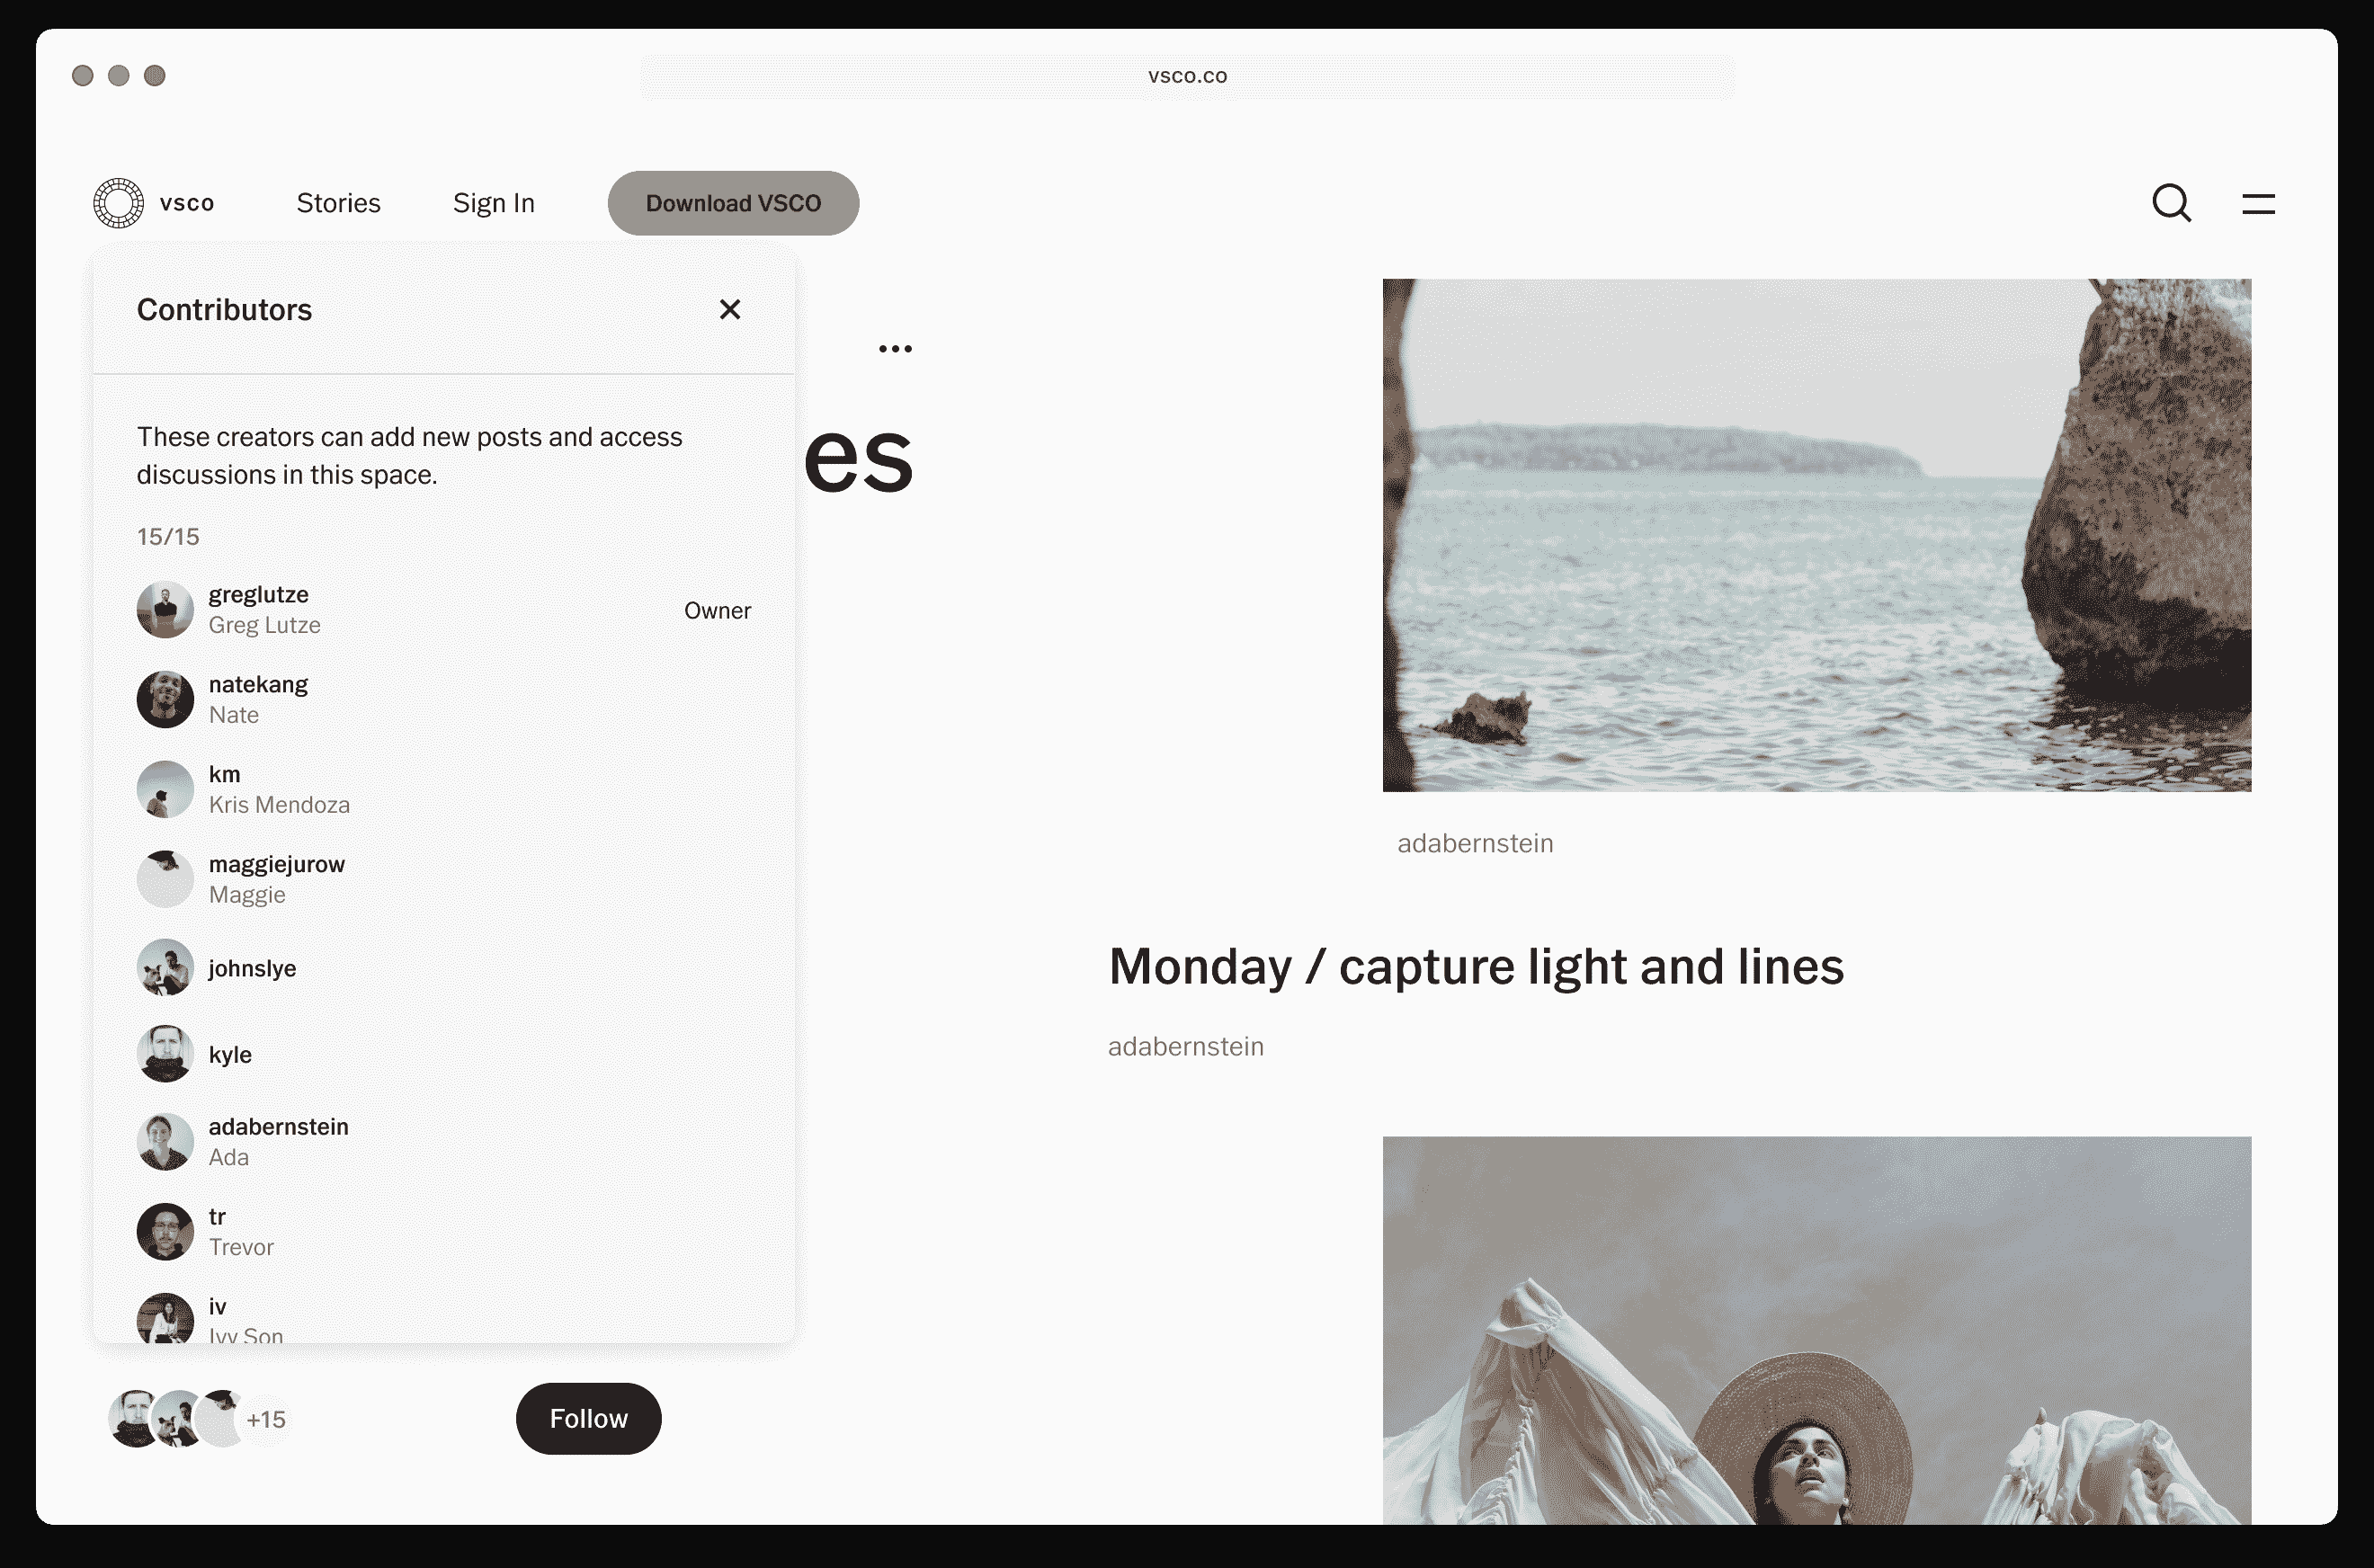 vsco.co
vsco
Stories
Sign In
Download VSCO
Contributors
These creators can add new posts and access
discussions in this space.
15/15
greglutze
Greg Lutze
Owner
natekang
Nate
km
Kris Mendoza
maggiejurow
Maggie
johnslye
kyle
adabernstein
Ada
tr
Trevor
iv
Ivy Son
+15
Follow
es
adabernstein
Monday / capture light and lines
adabernstein